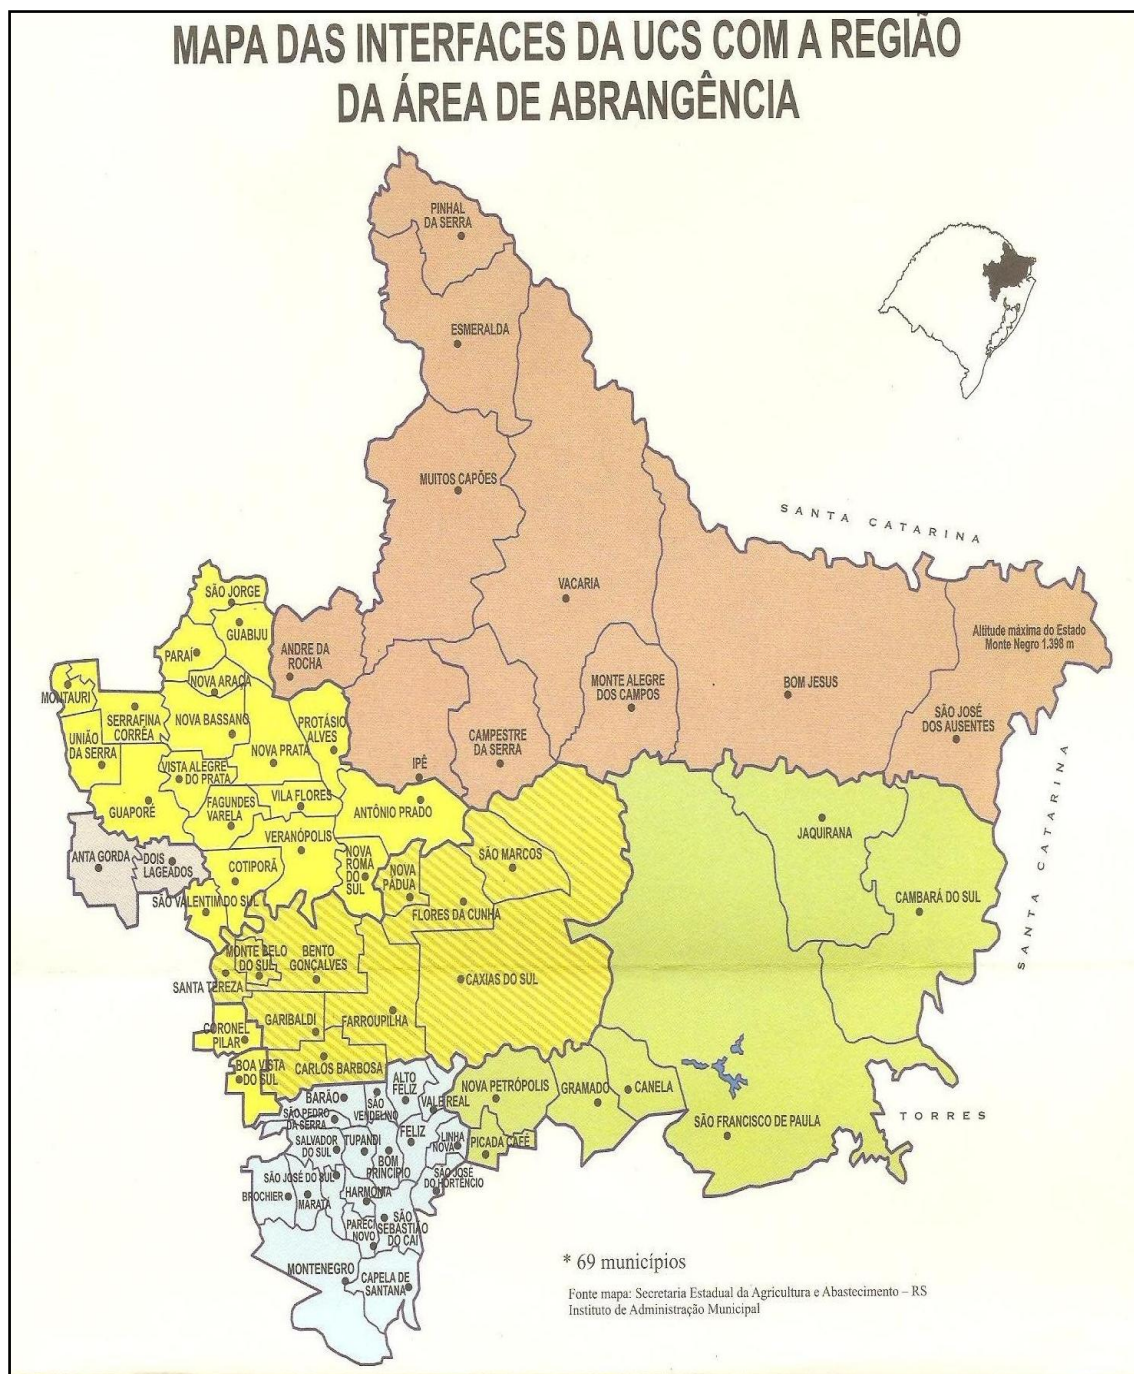 MAPA DAS INTERFACES DA UCS COM A REGIÃO
DA ÁREA DE ABRANGÊNCIA
PINHAL
DA SERRA
ESMERALDA
MUITOS CAPÕES
SANTA CATARINA
VACARIA
SÃO JORGE
GUABIJU
PARAÍ
ANDRE DA
ROCHA
Altitude màxima do Estado
Monte Negro 1.398 m
NOVA ARAÇA
MONTAURI
MONTE ALEGRE
DOS CAMPOS
BOM JESUS
SERRAFINA
CORRÊA
NOVA BASSANO
PROTÁSIO
ALVES
CAMPESTRE
DA SERRA
SÃO JOSÉ
DOS AUSENTES
UNIÃO
DA SERRA
NOVA PRATA
VISTA ALEGRE
DO PRATA
IPÊ
SANTA CATARINA
GUAPORÉ
FAGUNDES
VARELA
VILA FLORES
ANTÔNIO PRADO
JAQUIRANA
VERANÓPOLIS
ANTA GORDA
DOIS
LAGEADOS
COTIPORÃ
NOVA
ROMA
DO SUL
NOVA
PÁDUA
SÃO MARCOS
CAMBARÁ DO SUL
SÃO VALENTIM DO SUL
FLORES DA CUNHA
MONTE BELO
DO SUL
BENTO
GONÇALVES
SANTA TEREZA
CAXIAS DO SUL
CORONEL
PILAR
GARIBALDI
FARROUPILHA
BOA VISTA
DO SUL
CARLOS BARBOSA
ALTO
FELIZ
BARÃO
SÃO
VENDELINO
VALE REAL
NOVA PETRÓPOLIS
GRAMADO
CANELA
SÃO PEDRO
DA SERRA
SÃO FRANCISCO DE PAULA
TORRES
SALVADOR
DO SUL
TUPANDI
FELIZ
LINHA
NOVA
PICADA CAFÉ
BOM
PRINCÍPIO
SÃO JOSÉ DO SUL
SÃO JOSÉ
DO HORTÊNCIO
BROCHIER
MARATÁ
HARMONIA
PARECI
NOVO
SÃO
SEBASTIÃO
DO CAÍ
MONTENEGRO
CAPELA DE
SANTANA
* 69 municípios
Fonte mapa: Secretaria Estadual da Agricultura e Abastecimento – RS
Instituto de Administração Municipal